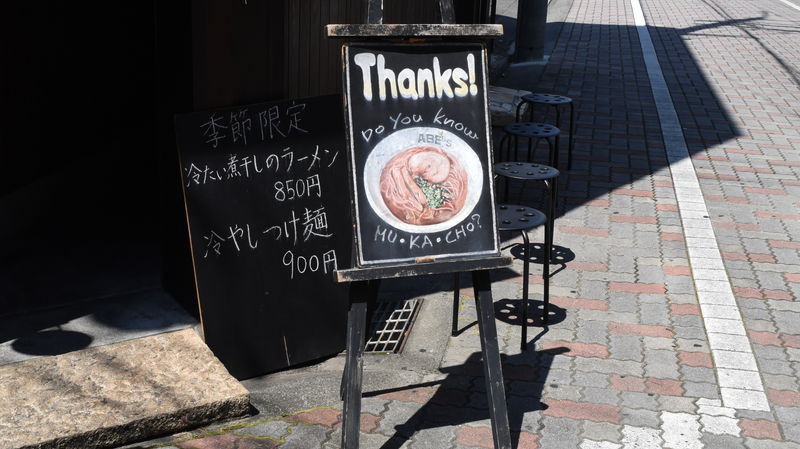 季節限定
冷たい煮干しのラーメン
850円
冷やしつけ麺
900円
Thanks!
Do You Know
ABE's
MU・KA・CHO?